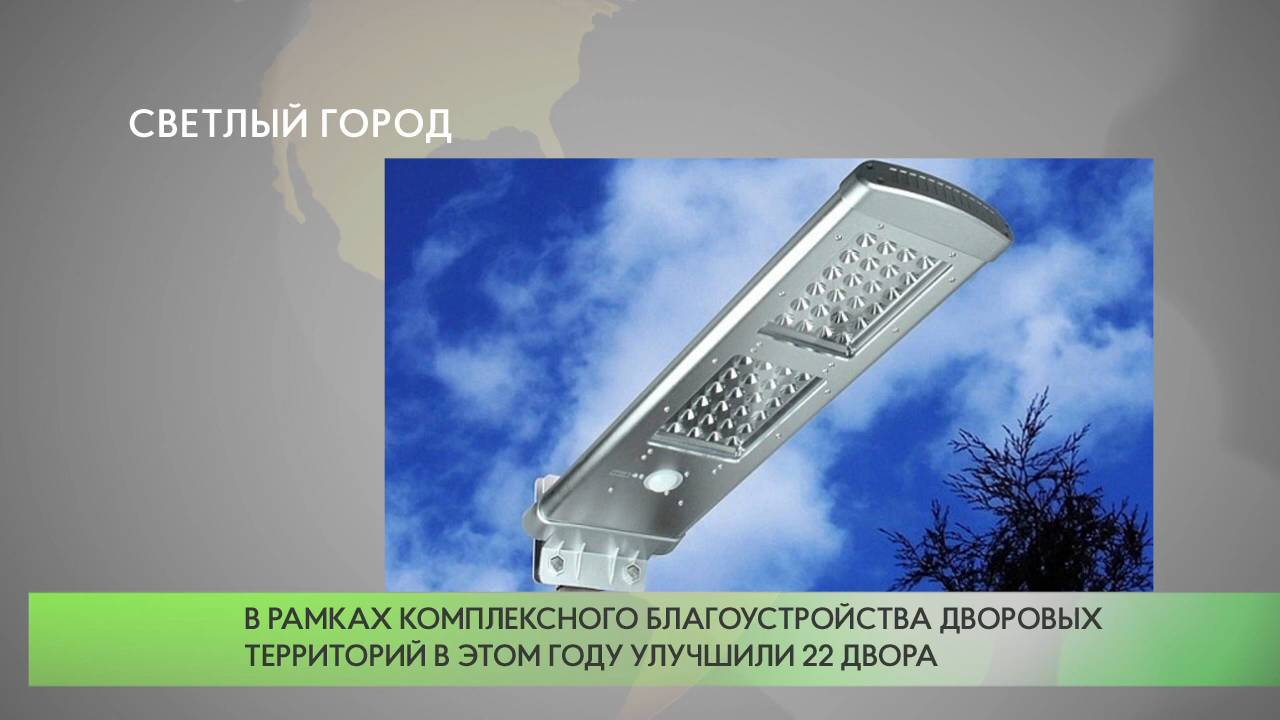 СВЕТЛЫЙ ГОРОД
В РАМКАХ КОМПЛЕКСНОГО БЛАГОУСТРОЙСТВА ДВОРОВЫХ
ТЕРРИТОРИЙ В ЭТОМ ГОДУ УЛУЧШИЛИ 22 ДВОРА